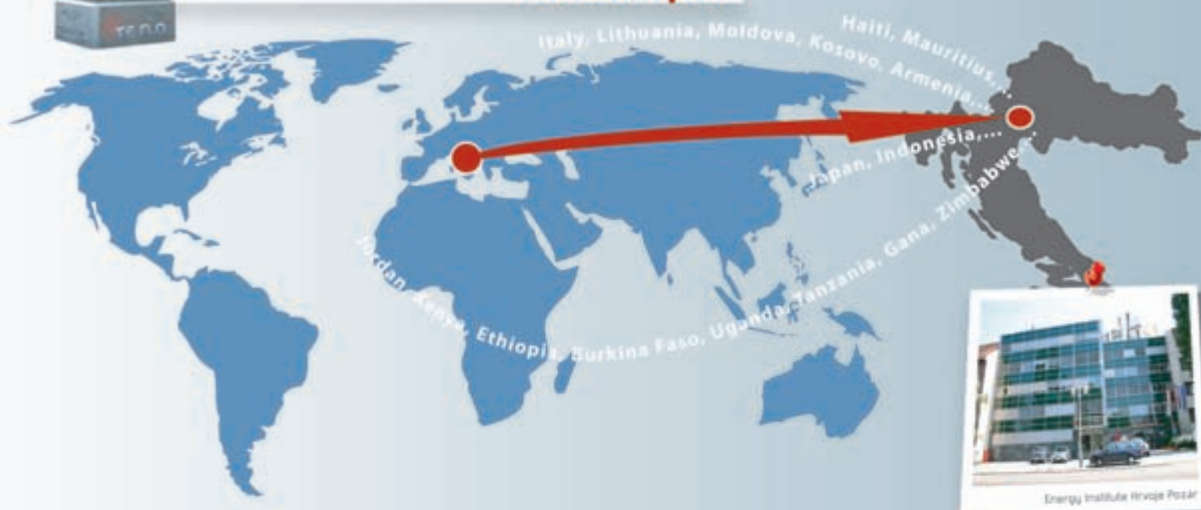 Haiti, Mauritius,...
Italy, Lithuania, Moldova, Kosovo, Armenia,...
Japan, Indonesia,...
Jordan, Kenya, Ethiopia, Burkina Faso, Uganda, Tanzania, Gana, Zimbabwe...
Energy Institute Hrvoje Pozár